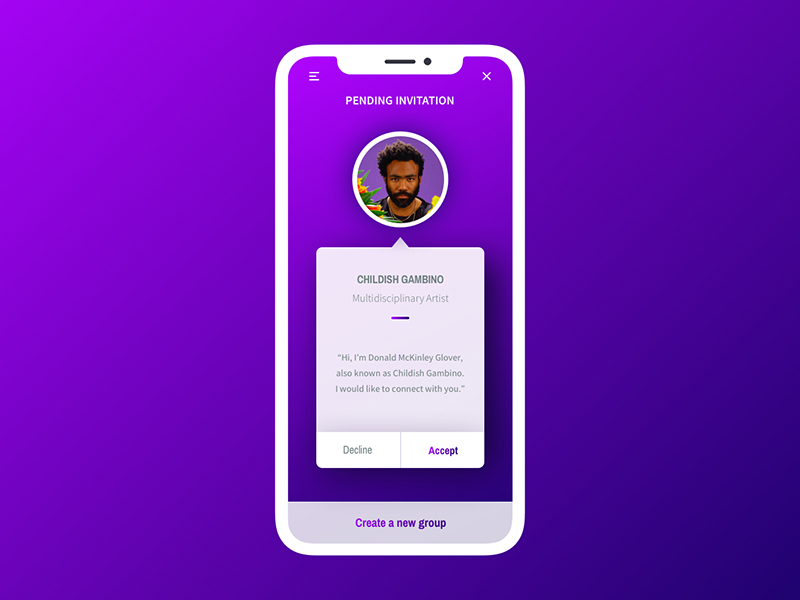 PENDING INVITATION
CHILDISH GAMBINO
Multidisciplinary Artist
“Hi, I’m Donald McKinley Glover,
also known as Childish Gambino.
I would like to connect with you.”
Decline Accept
Create a new group